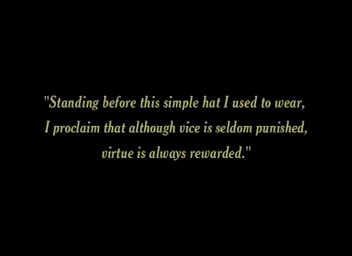 "Standing before this simple hat I used to wear,
I proclaim that although vice is seldom punished,
virtue is always rewarded."